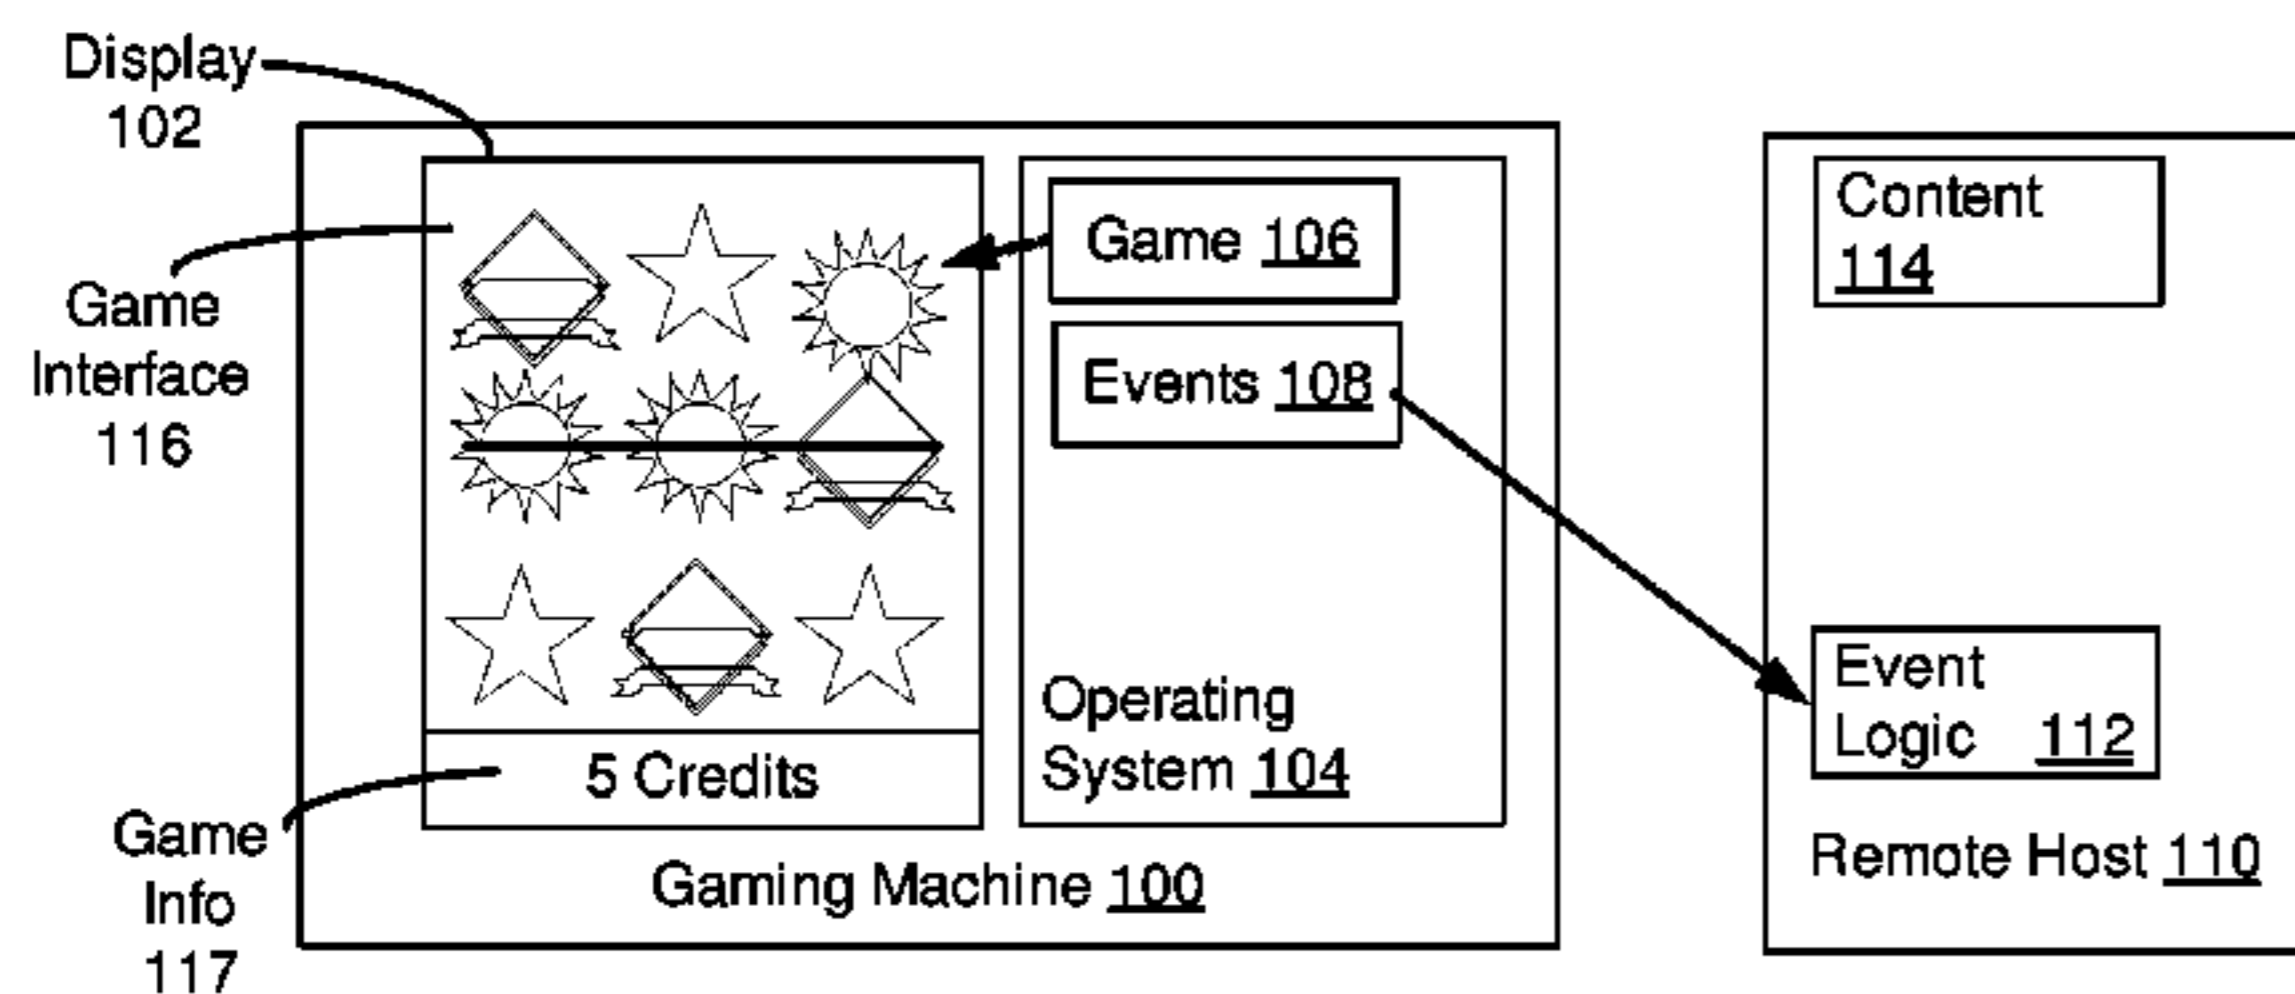 Display
102
Game
Interface
116
Game
Info
117
5 Credits
Game 106
Events 108
Operating
System 104
Gaming Machine 100
Content
114
Event
Logic 112
Remote Host 110